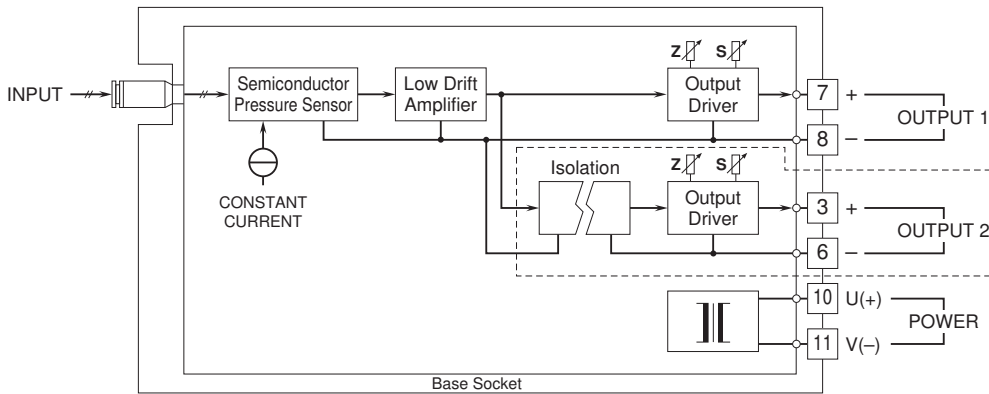 INPUT
Semiconductor
Pressure Sensor
Low Drift
Amplifier
Z
S
Output
Driver
7
+
8
–
OUTPUT 1
CONSTANT
CURRENT
Isolation
Z
S
Output
Driver
3
+
6
–
OUTPUT 2
10
U(+)
11
V(–)
POWER
Base Socket